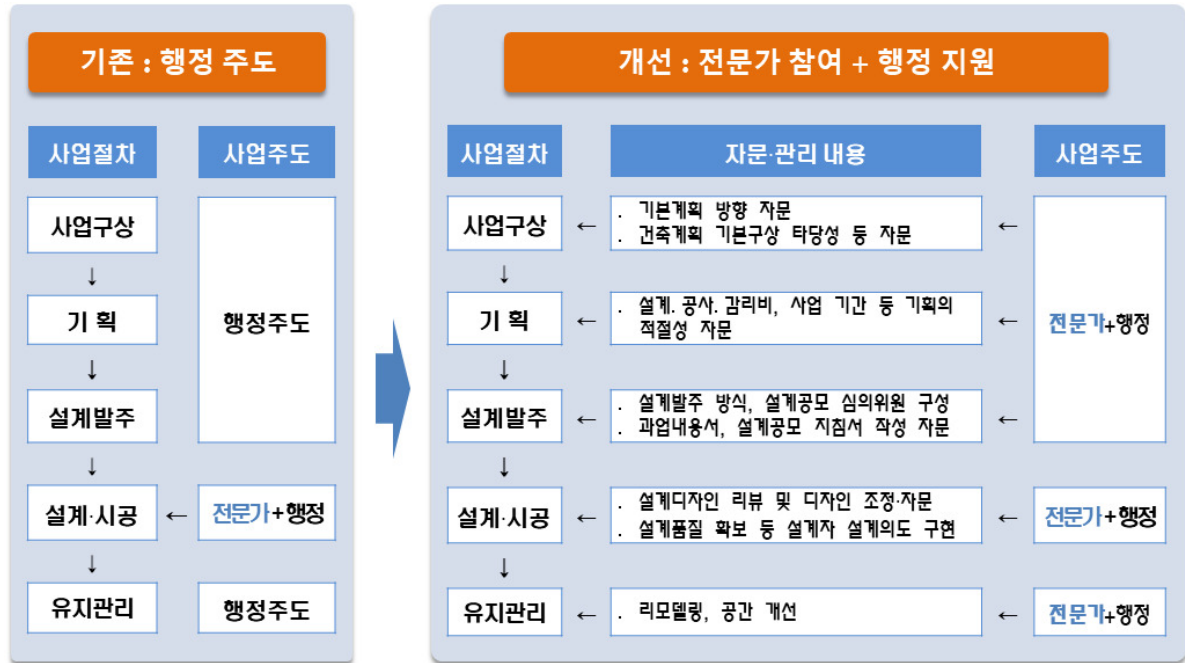 기존 : 행정 주도
사업절차
사업주도
사업구상
↓
기 획
↓
설계발주
↓
설계·시공
↓
유지관리
행정주도
←
전문가+행정
행정주도
개선 : 전문가 참여 + 행정 지원
사업절차
자문·관리 내용
사업주도
사업구상
←
. 기본계획 방향 자문
. 건축계획 기본구상 타당성 등 자문
←
↓
기 획
←
. 설계.공사.감리비, 사업 기간 등 기획의
적절성 자문
←
전문가+행정
↓
설계발주
←
. 설계발주 방식, 설계공모 심의위원 구성
. 과업내용서, 설계공모 지침서 작성 자문
←
↓
설계·시공
←
. 설계디자인 리뷰 및 디자인 조정·자문
. 설계품질 확보 등 설계자 설계의도 구현
←
전문가+행정
↓
유지관리
←
. 리모델링, 공간 개선
←
전문가+행정